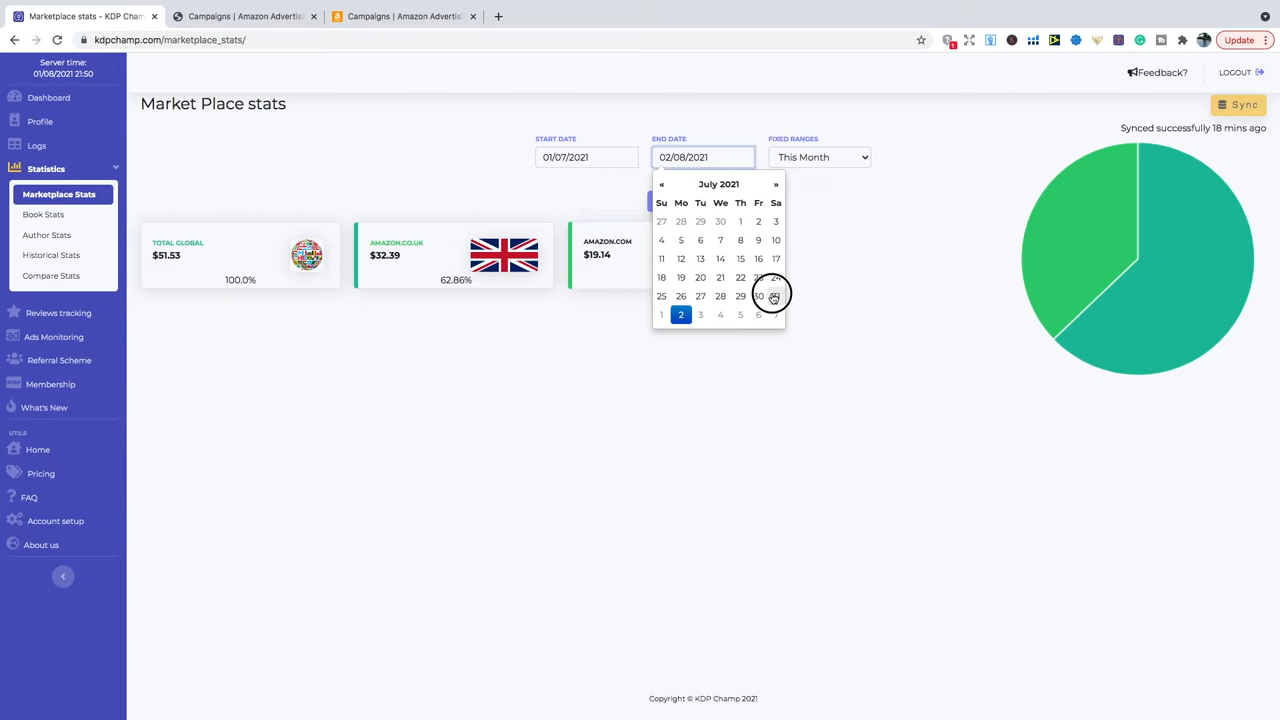 Marketplace stats - KDP Cham
Campaigns | Amazon Advertisi
Campaigns | Amazon Advertisi
kdpchamp.com/marketplace_stats/
Update
Server time:
01/08/2021 21:50
Feedback?
LOGOUT
Dashboard
Profile
Logs
Statistics
Marketplace Stats
Book Stats
Author Stats
Historical Stats
Compare Stats
Reviews tracking
Ads Monitoring
Referral Scheme
Membership
What's New
UTILS
Home
Pricing
FAQ
Account setup
About us
Market Place stats
Sync
Synced successfully 18 mins ago
START DATE
END DATE
FIXED RANGES
01/07/2021
02/08/2021
This Month
« July 2021 »
Su Mo Tu We Th Fr Sa
27 28 29 30 1 2 3
4 5 6 7 8 9 10
11 12 13 14 15 16 17
18 19 20 21 22 23 24
25 26 27 28 29 30
1 2 3 4 5 6 7
TOTAL GLOBAL
$51.53
100.0%
AMAZON.CO.UK
$32.39
62.86%
AMAZON.COM
$19.14
Copyright © KDP Champ 2021